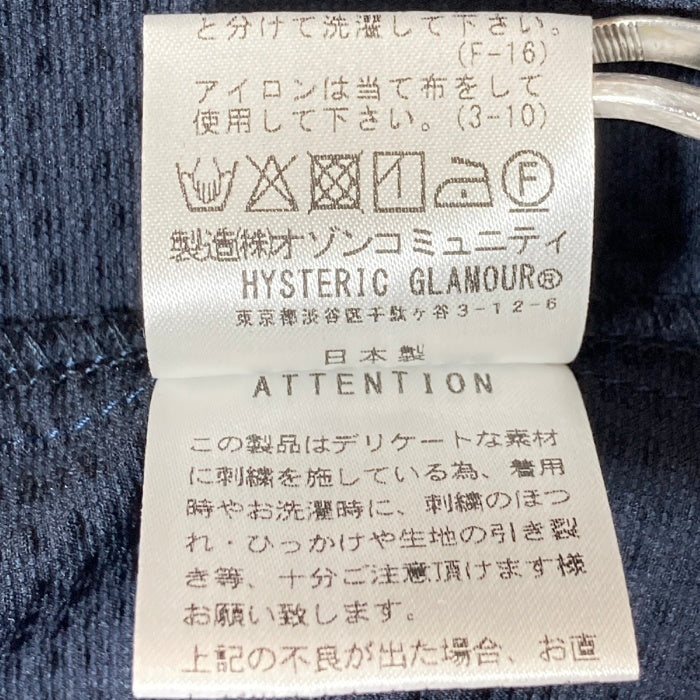 と分けて洗濯して下さい。
(F-16)
アイロンは当て布をして
使用して下さい。(3-10)
F
製造(株)オゾンコミュニティ
HYSTERIC GLAMOUR®
東京都渋谷区千駄ヶ谷3-12-6
日本製
ATTENTION
この製品はデリケートな素材
に刺繍を施している為、着用
時やお洗濯時に、刺繍のほつ
れ・ひっかけや生地の引き裂
き等、十分ご注意頂けます様
お願い致します。
上記の不良が出た場合、お直